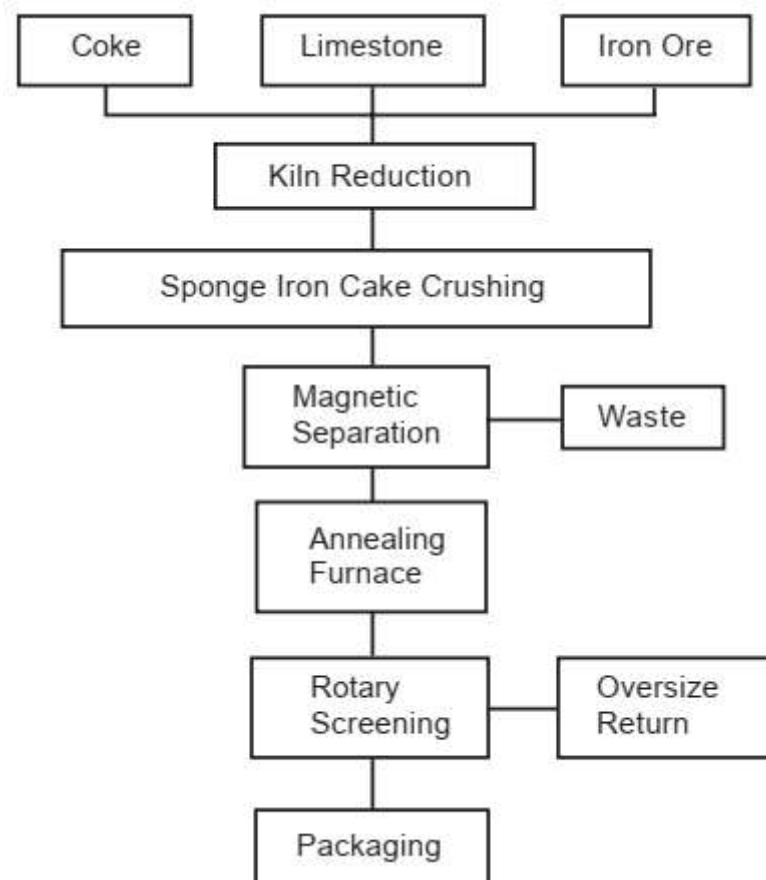 Coke
Limestone
Iron Ore
Kiln Reduction
Sponge Iron Cake Crushing
Magnetic
Separation
Waste
Annealing
Furnace
Rotary
Screening
Oversize
Return
Packaging